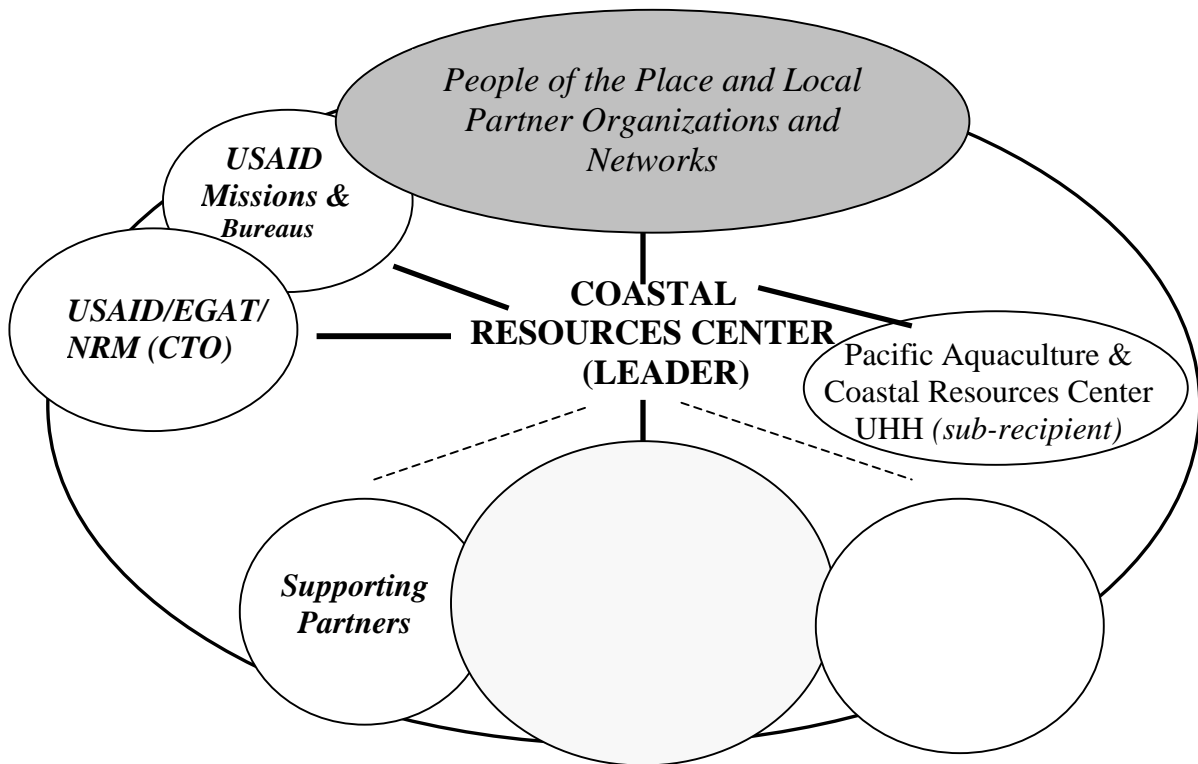 People of the Place and Local
Partner Organizations and
Networks
USAID
Missions &
Bureaus
USAID/EGAT/
NRM (CTO)
COASTAL
RESOURCES CENTER
(LEADER)
Pacific Aquaculture &
Coastal Resources Center
UHH (sub-recipient)
Supporting
Partners